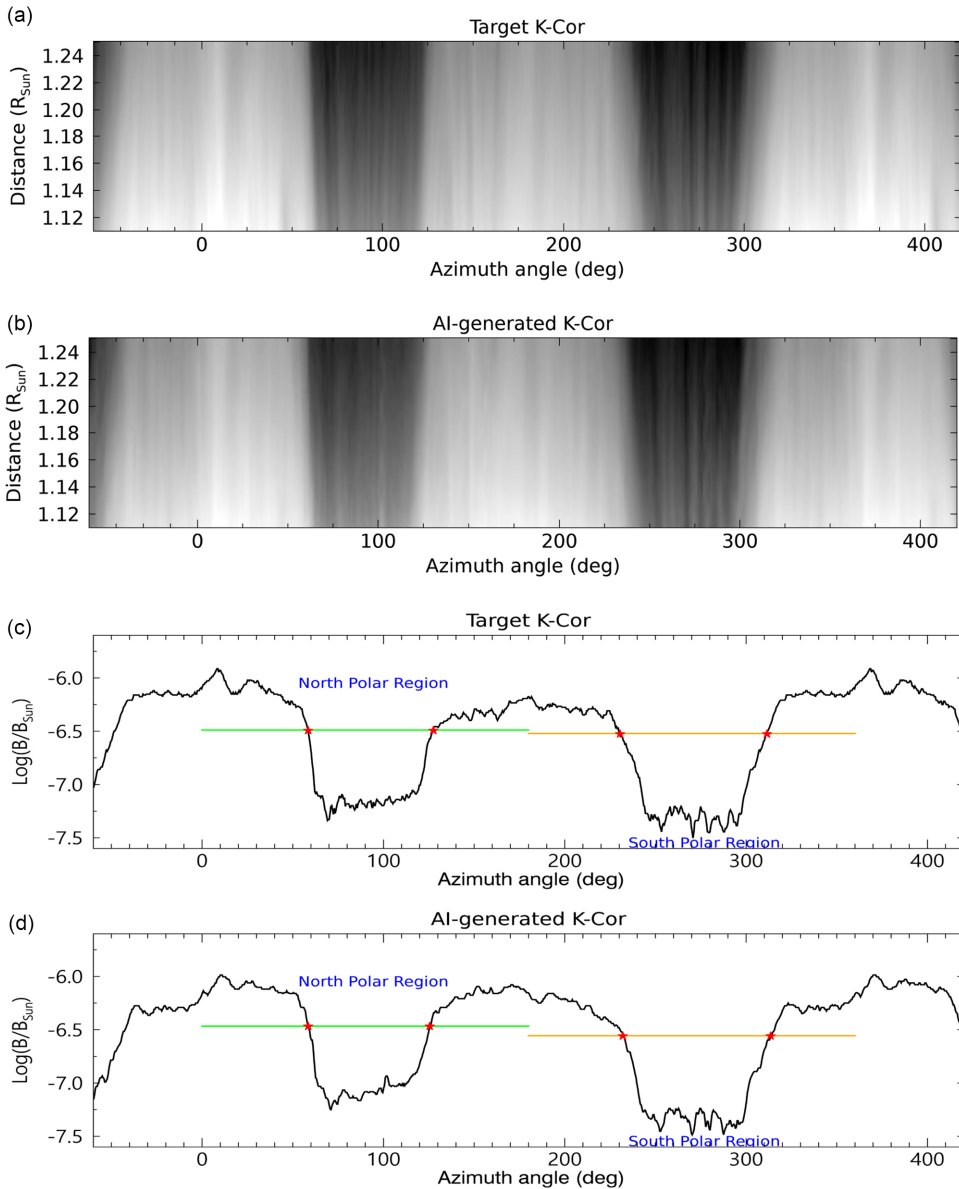 (a)
Target K-Cor
1.24
1.22
1.20
1.18
1.16
1.14
1.12
Distance (R_Sun)
0 100 200 300 400
Azimuth angle (deg)
(b)
AI-generated K-Cor
1.24
1.22
1.20
1.18
1.16
1.14
1.12
Distance (R_Sun)
0 100 200 300 400
Azimuth angle (deg)
(c)
Target K-Cor
-6.0
-6.5
-7.0
-7.5
Log(B/B_Sun)
North Polar Region
South Polar Region
0 100 200 300 400
Azimuth angle (deg)
(d)
AI-generated K-Cor
-6.0
-6.5
-7.0
-7.5
Log(B/B_Sun)
North Polar Region
South Polar Region
0 100 200 300 400
Azimuth angle (deg)